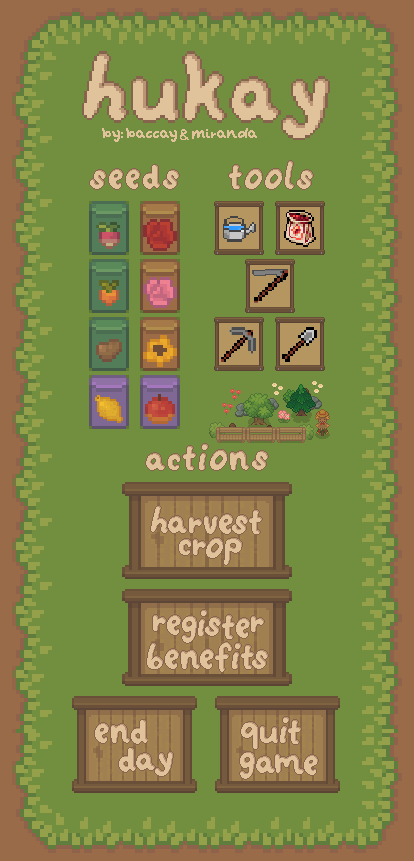 hukay
by: baccay & miranda
seeds
tools
actions
harvest
crop
register
benefits
end
day
quit
game